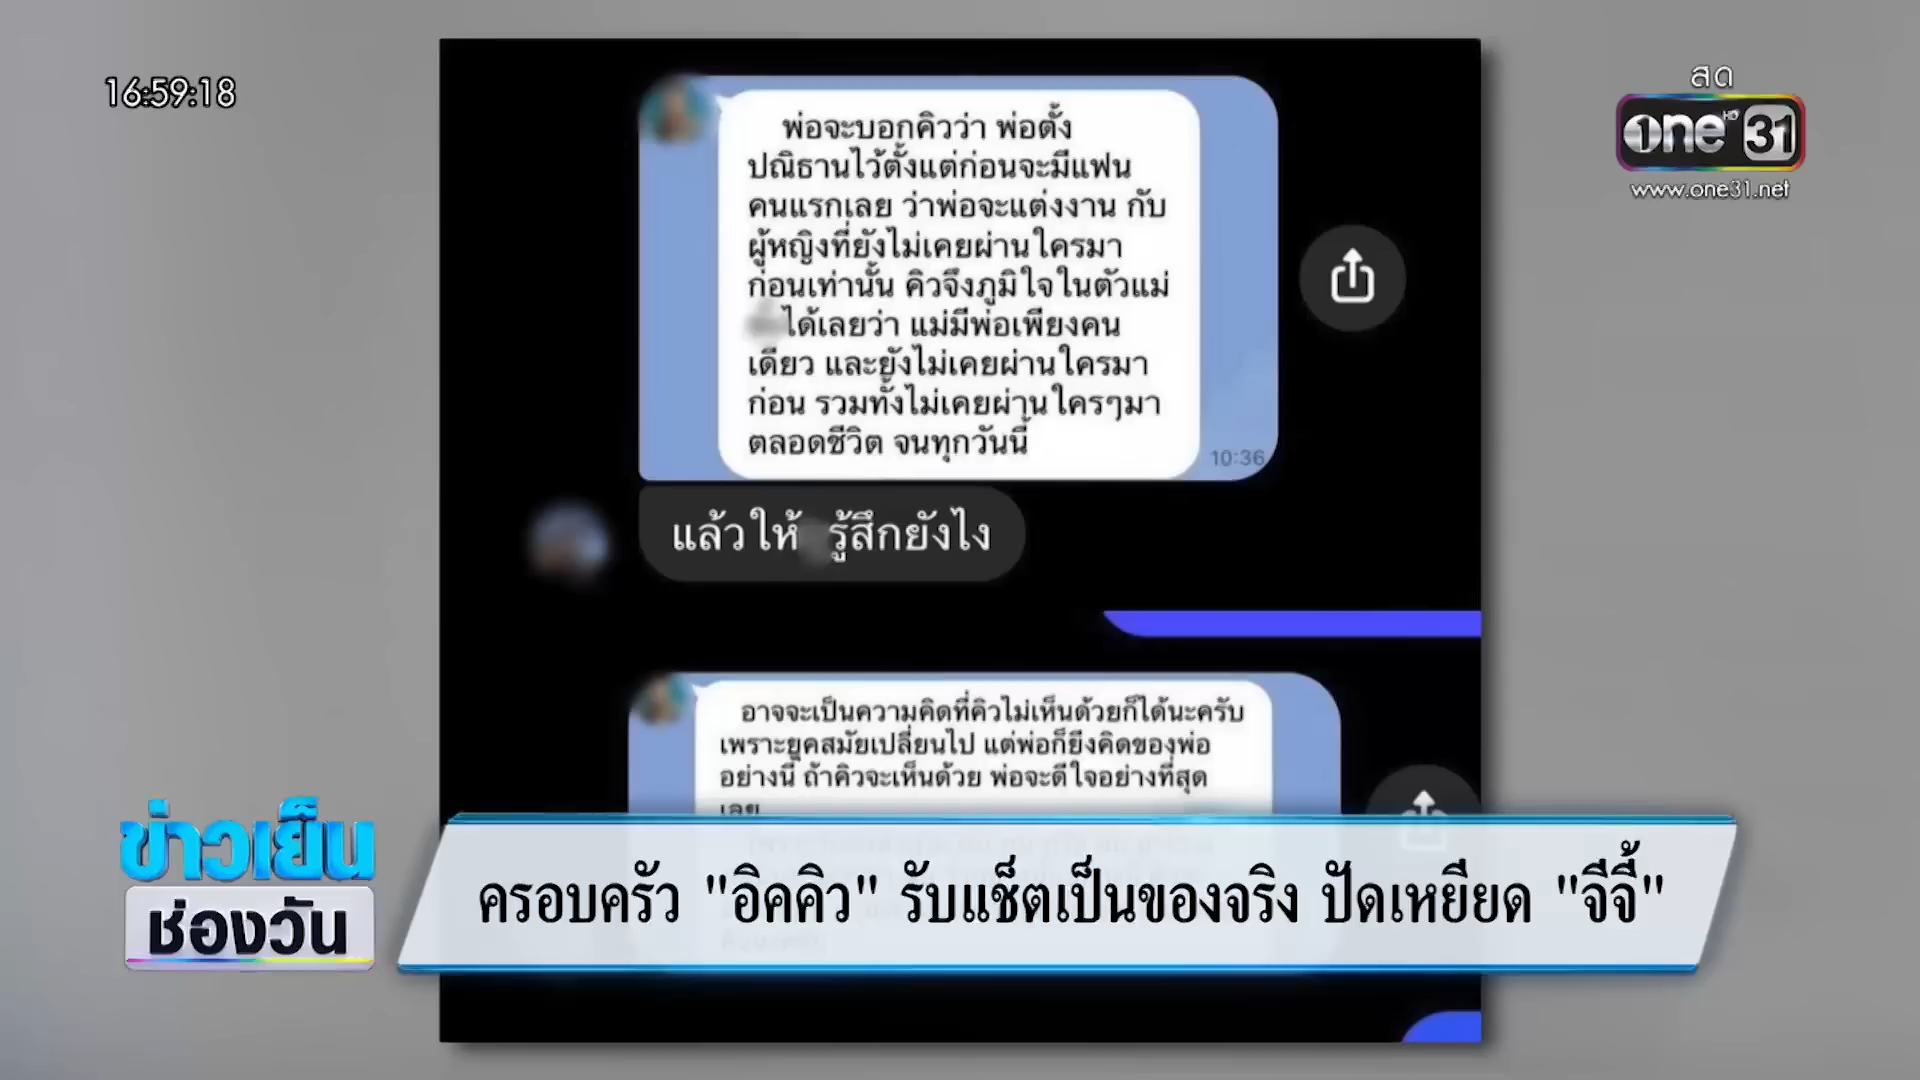 16:59:18
สด
one HD 31
www.one31.net
พ่อจะบอกคิวว่า พ่อตั้ง
ปณิธานไว้ตั้งแต่ก่อนจะมีแฟน
คนแรกเลย ว่าพ่อจะแต่งงาน กับ
ผู้หญิงที่ยังไม่เคยผ่านใครมา
ก่อนเท่านั้น คิวจึงภูมิใจในตัวแม่
ได้เลยว่า แม่มีพ่อเพียงคน
เดียว และยังไม่เคยผ่านใครมา
ก่อน รวมทั้งไม่เคยผ่านใครๆมา
ตลอดชีวิต จนทุกวันนี้
10:36
แล้วให้ รู้สึกยังไง
อาจจะเป็นความคิดที่คิวไม่เห็นด้วยก็ได้นะครับ
เพราะยุคสมัยเปลี่ยนไป แต่พ่อก็ยึงคิดของพ่อ
อย่างนี้ ถ้าคิวจะเห็นด้วย พ่อจะดีใจอย่างที่สุด
เลย
ข่าวเย็น
ช่องวัน
ครอบครัว "อิคคิว" รับแช็ตเป็นของจริง ปัดเหยียด "จีจี้"